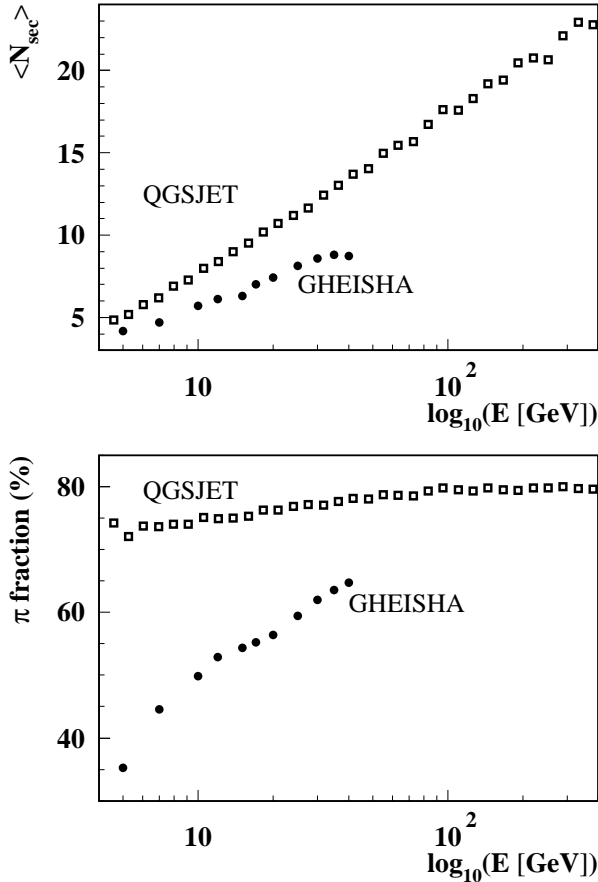 <N_sec>
20
15
10
5
QGSJET
GHEISHA
10
10^2
log_10(E [GeV])
π fraction (%)
80
60
40
QGSJET
GHEISHA
10
10^2
log_10(E [GeV])